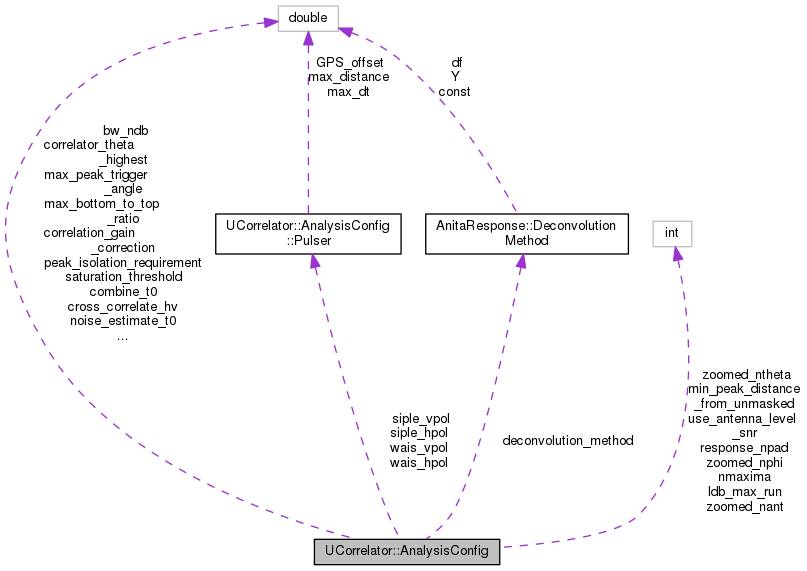 double
GPS_offset
max_distance
max_dt
df
Y
const
bw_ndb
correlator_theta
_highest
max_peak_trigger
_angle
max_bottom_to_top
_ratio
correlation_gain
_correction
peak_isolation_requirement
saturation_threshold
combine_t0
cross_correlate_hv
noise_estimate_t0
...
UCorrelator::AnalysisConfig
::Pulser
AnitaResponse::Deconvolution
Method
int
siple_vpol
siple_hpol
wais_vpol
wais_hpol
deconvolution_method
zoomed_ntheta
min_peak_distance
_from_unmasked
use_antenna_level
_snr
response_npad
zoomed_nphi
nmaxima
ldb_max_run
zoomed_nant
UCorrelator::AnalysisConfig